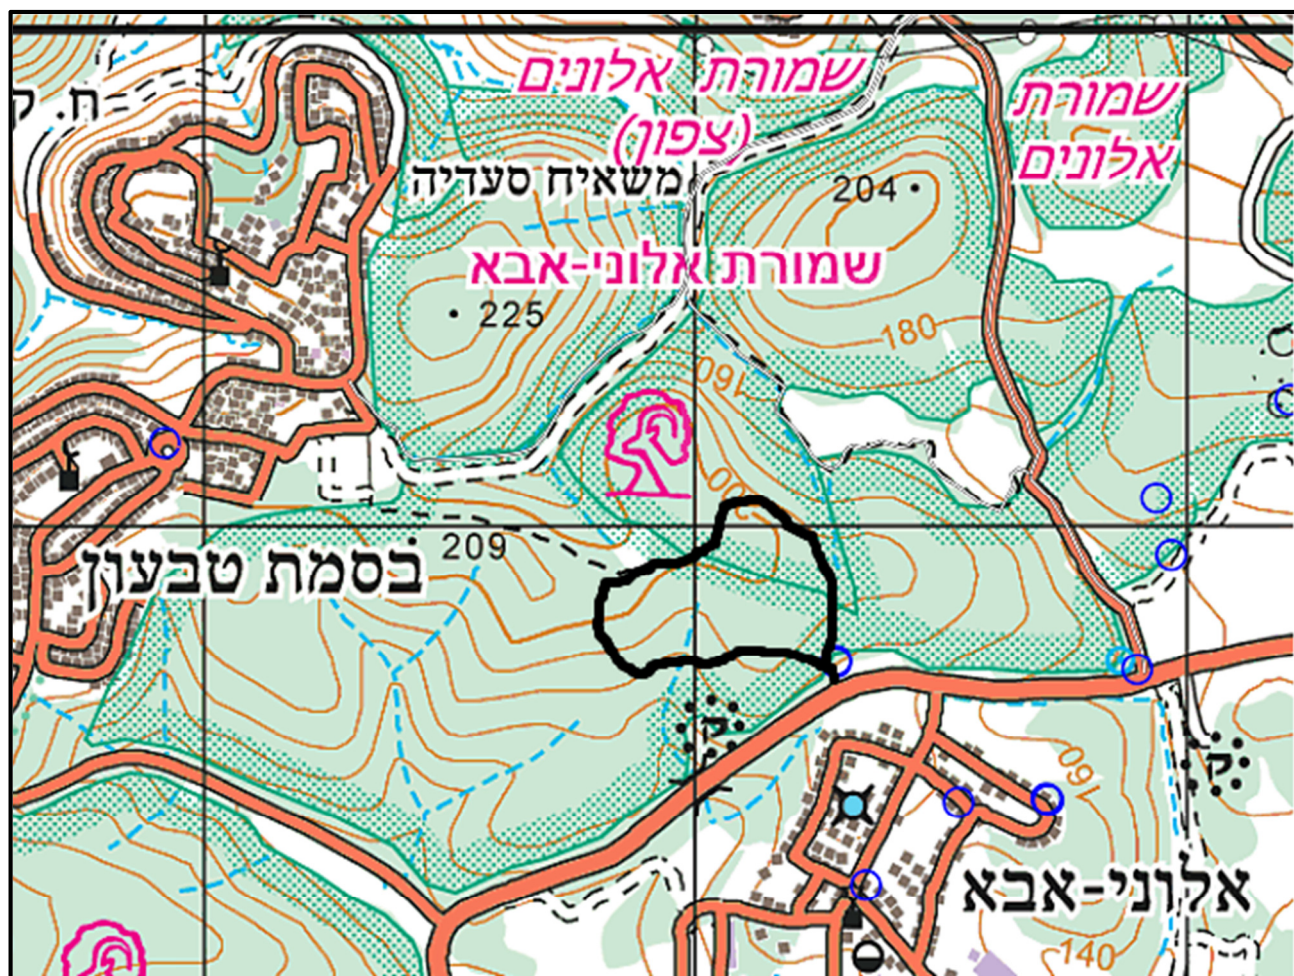 ח. ק
שמורת אלונים
(צפון)
שמורת
אלונים
משאיח סעדיה
204
שמורת אלוני-אבא
225
180
160
200
209
בסמת טבעון
ק
ק
160
אלוני-אבא
140